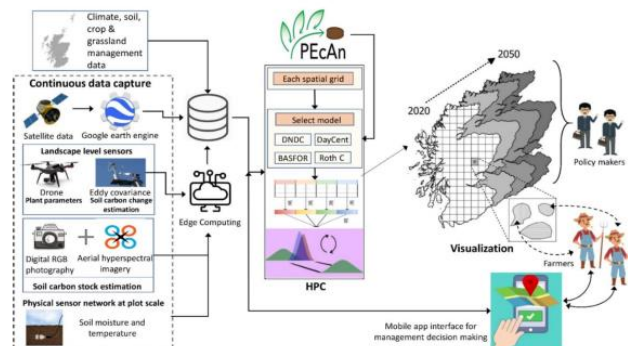 Climate, soil,
crop &
grassland
management
data
Continuous data capture
Satellite data
Google earth engine
Landscape level sensors
Drone
Plant parameters
Eddy covariance
Soil carbon change
estimation
Digital RGB
photography
Aerial hyperspectral
imagery
Soil carbon stock estimation
Physical sensor network at plot scale
Soil moisture and
temperature
Edge Computing
PEcAn
Each spatial grid
Select model
DNDC
DayCent
BASFOR
Roth C
HPC
2020
2050
Policy makers
Visualization
Farmers
Mobile app interface for
management decision making